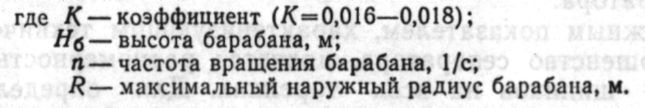 где K — коэффициент (K=0,016—0,018);
Hб — высота барабана, м;
n — частота вращения барабана, 1/с;
R — максимальный наружный радиус барабана, м.